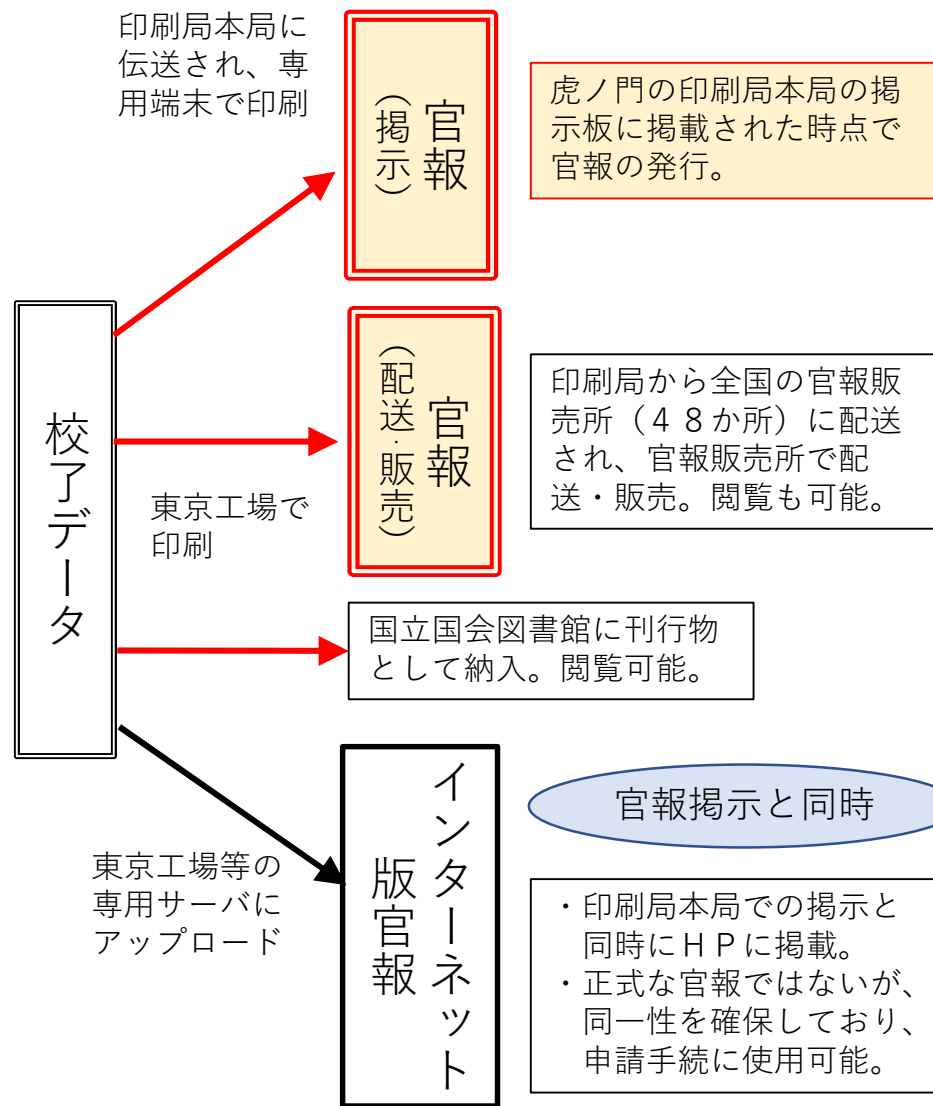 印刷局本局に
伝送され、専
用端末で印刷
官報
（掲示）
虎ノ門の印刷局本局の掲
示板に掲載された時点で
官報の発行。
校了データ
官報
（配送・販売）
印刷局から全国の官報販
売所（４８か所）に配送
され、官報販売所で配
送・販売。閲覧も可能。
東京工場で
印刷
国立国会図書館に刊行物
として納入。閲覧可能。
インターネット
版官報
官報掲示と同時
東京工場等の
専用サーバに
アップロード
・印刷局本局での掲示と
同時にＨＰに掲載。
・正式な官報ではないが、
同一性を確保しており、
申請手続に使用可能。